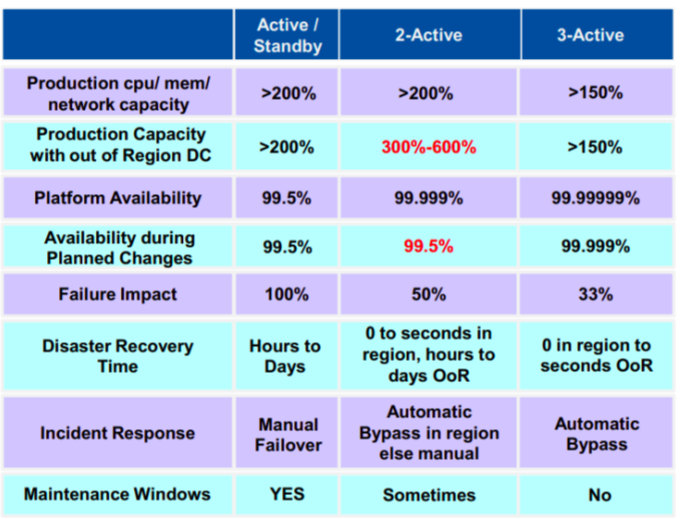 Active / Standby
2-Active
3-Active
Production cpu/ mem/ network capacity
>200%
>200%
>150%
Production Capacity with out of Region DC
>200%
300%-600%
>150%
Platform Availability
99.5%
99.999%
99.99999%
Availability during Planned Changes
99.5%
99.5%
99.999%
Failure Impact
100%
50%
33%
Disaster Recovery Time
Hours to Days
0 to seconds in region, hours to days OoR
0 in region to seconds OoR
Incident Response
Manual Failover
Automatic Bypass in region else manual
Automatic Bypass
Maintenance Windows
YES
Sometimes
No